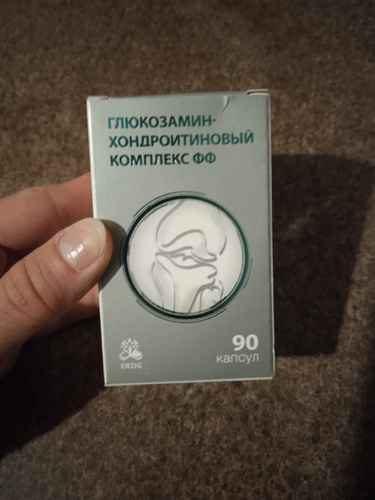 ГЛЮКОЗАМИН-
ХОНДРОИТИНОВЫЙ
КОМПЛЕКС ФФ
ERZIG
90
капсул